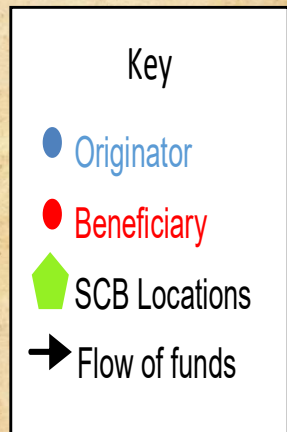 Key
Originator
Beneficiary
SCB Locations
Flow of funds